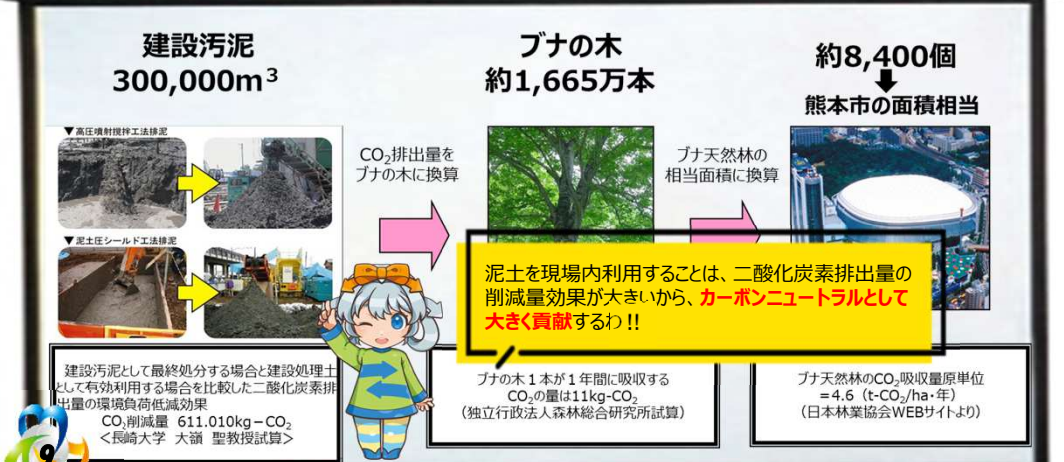 建設汚泥
300,000m³
▼高圧噴射撹拌工法排泥
▼泥土圧シールド工法排泥
建設汚泥として最終処分する場合と建設処理土
として有効利用する場合を比較した二酸化炭素排
出量の環境負荷低減効果
CO₂削減量 611.010kg－CO₂
＜長崎大学 大嶺 聖教授試算＞
CO₂排出量を
ブナの木に換算
ブナの木
約1,665万本
泥土を現場内利用することは、二酸化炭素排出量の
削減量効果が大きいから、カーボンニュートラルとして
大きく貢献するわ !!
ブナの木１本が１年間に吸収する
CO₂の量は11kg-CO₂
（独立行政法人森林総合研究所試算）
ブナ天然林の
相当面積に換算
約8,400個
熊本市の面積相当
ブナ天然林のCO₂吸収量原単位
＝4.6（t-CO₂/ha・年）
（日本林業協会WEBサイトより）
9